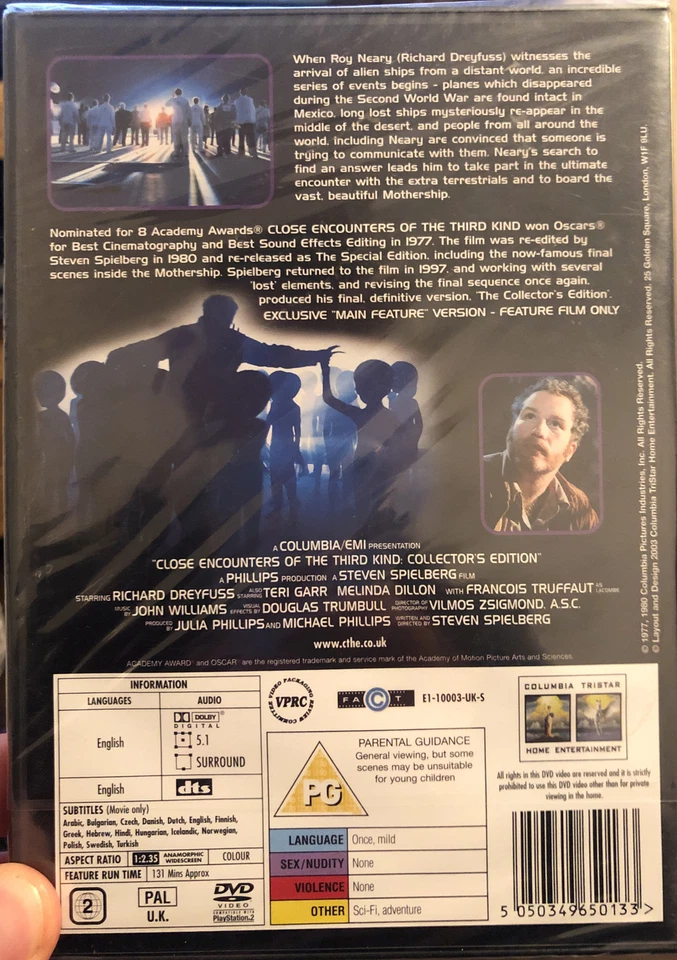 When Roy Neary (Richard Dreyfuss) witnesses the
arrival of alien ships from a distant world, an incredible
series of events begins - planes which disappeared
during the Second World War are found intact in
Mexico, long lost ships mysteriously re-appear in the
middle of the desert, and people from all around the
world, including Neary are convinced that someone is
trying to communicate with them. Neary's search to
find an answer leads him to take part in the ultimate
encounter with the extra terrestrials and to board the
vast, beautiful Mothership.
Nominated for 8 Academy Awards® CLOSE ENCOUNTERS OF THE THIRD KIND won Oscars®
for Best Cinematography and Best Sound Effects Editing in 1977. The film was re-edited by
Steven Spielberg in 1980 and re-released as The Special Edition, including the now-famous final
scenes inside the Mothership. Spielberg returned to the film in 1997, and working with several
'lost' elements, and revising the final sequence once again,
produced his final, definitive version, 'The Collector's Edition'.
EXCLUSIVE "MAIN FEATURE" VERSION - FEATURE FILM ONLY
A COLUMBIA/EMI PRESENTATION
"CLOSE ENCOUNTERS OF THE THIRD KIND: COLLECTOR'S EDITION"
A PHILLIPS PRODUCTION A STEVEN SPIELBERG FILM
STARRING RICHARD DREYFUSS ALSO STARRING TERI GARR MELINDA DILLON WITH FRANCOIS TRUFFAUT AS LACOMBE
MUSIC BY JOHN WILLIAMS VISUAL EFFECTS BY DOUGLAS TRUMBULL DIRECTOR OF PHOTOGRAPHY VILMOS ZSIGMOND, A.S.C.
PRODUCED BY JULIA PHILLIPS AND MICHAEL PHILLIPS WRITTEN AND DIRECTED BY STEVEN SPIELBERG
www.cthe.co.uk
ACADEMY AWARD® and OSCAR® are the registered trademark and service mark of the Academy of Motion Picture Arts and Sciences.
© 1977, 1980 Columbia Pictures Industries, Inc. All Rights Reserved.
© Layout and Design 2003 Columbia TriStar Home Entertainment. All Rights Reserved. 25 Golden Square, London, W1F 9LU.
INFORMATION
LANGUAGES AUDIO
English
DOLBY®
DIGITAL
5.1
SURROUND
English dts
SUBTITLES (Movie only)
Arabic, Bulgarian, Czech, Danish, Dutch, English, Finnish,
Greek, Hebrew, Hindi, Hungarian, Icelandic, Norwegian,
Polish, Swedish, Turkish
ASPECT RATIO 1:2.35 ANAMORPHIC WIDESCREEN COLOUR
FEATURE RUN TIME 131 Mins Approx
2
PAL
U.K.
DVD
VIDEO
COMPATIBLE WITH
PlayStation.2
VIDEO PACKAGING REVIEW COMMITTEE
VPRC
FACT
E1-10003-UK-S
PG
PARENTAL GUIDANCE
General viewing, but some
scenes may be unsuitable
for young children
LANGUAGE Once, mild
SEX/NUDITY None
VIOLENCE None
OTHER Sci-Fi, adventure
COLUMBIA TRISTAR
HOME ENTERTAINMENT
All rights in this DVD video are reserved and it is strictly
prohibited to use this DVD video other than for private
viewing in the home.
5 050349650133 >